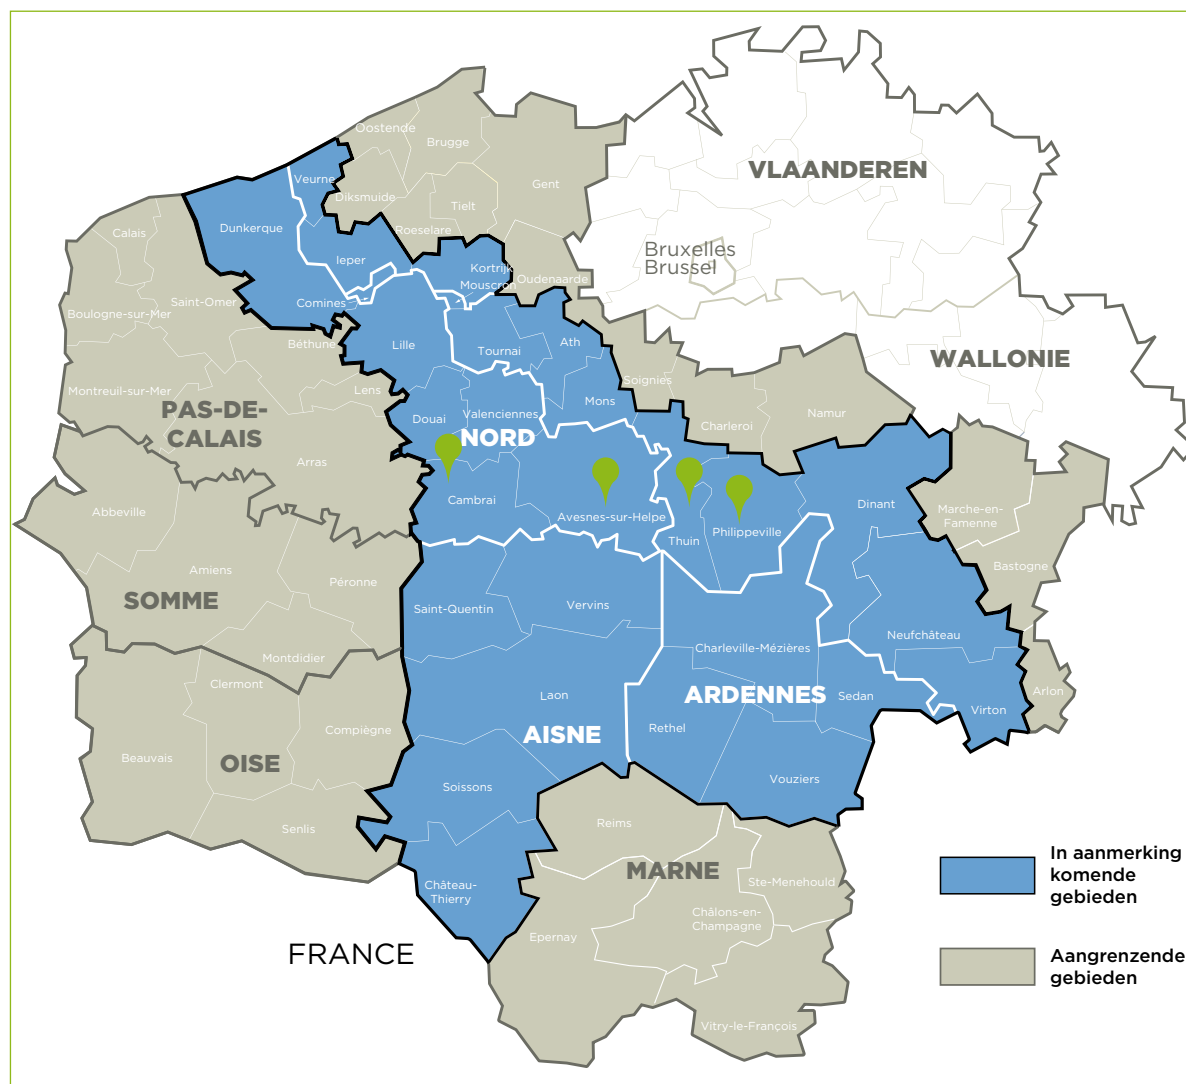 Oostende
Brugge
VLAANDEREN
Veurne
Diksmuide
Gent
Tielt
Calais
Dunkerque
Roeselare
Bruxelles
Brussel
Ieper
Kortrijk
Mouscron
Oudenaarde
Saint-Omer
Comines
Boulogne-sur-Mer
Béthune
Lille
Tournai
Ath
WALLONIE
Soignies
Montreuil-sur-Mer
Lens
PAS-DE-
CALAIS
Douai
Valenciennes
Mons
Namur
Charleroi
NORD
Arras
Cambrai
Abbeville
Avesnes-sur-Helpe
Dinant
Marche-en-
Famenne
Philippeville
Thuin
Bastogne
Amiens
Péronne
SOMME
Saint-Quentin
Vervins
Neufchâteau
Charleville-Mézières
Montdidier
Clermont
Laon
ARDENNES
Sedan
Arlon
Virton
Compiègne
Rethel
AISNE
Beauvais
OISE
Soissons
Vouziers
Senlis
Reims
MARNE
Château-
Thierry
Ste-Menehould
Châlons-en-
Champagne
Epernay
FRANCE
Vitry-le-François
In aanmerking
komende
gebieden
Aangrenzende
gebieden